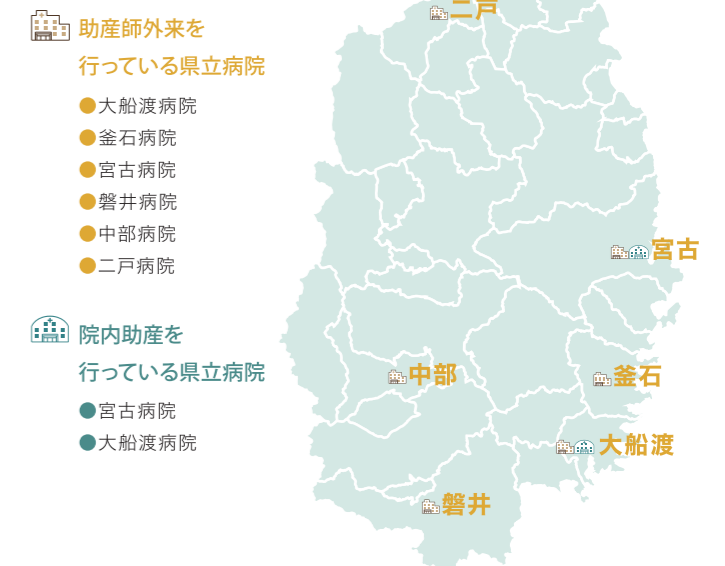 助産師外来を
行っている県立病院
●大船渡病院
●釜石病院
●宮古病院
●磐井病院
●中部病院
●二戸病院
院内助産を
行っている県立病院
●宮古病院
●大船渡病院
二戸
宮古
中部
釜石
大船渡
磐井